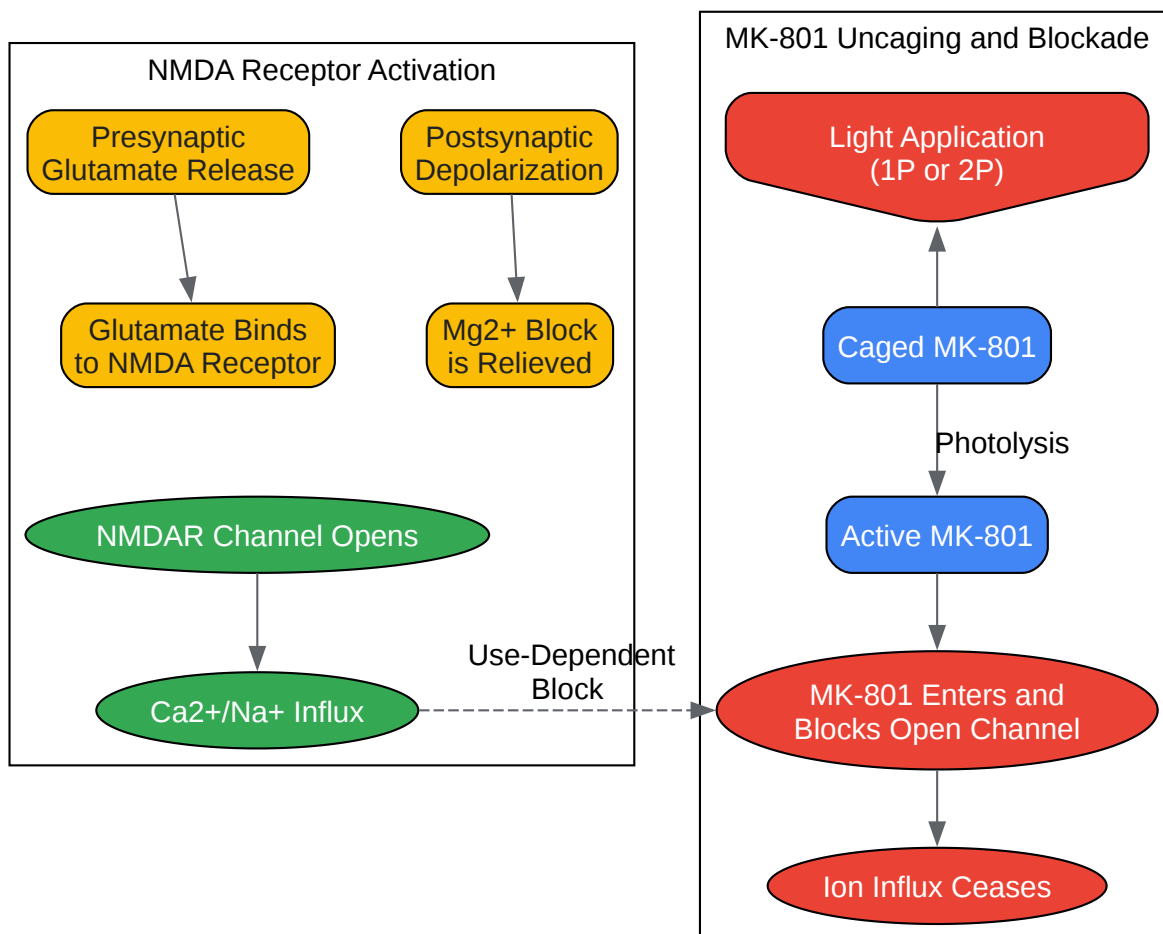 NMDA Receptor Activation
Presynaptic
Glutamate Release
Postsynaptic
Depolarization
Glutamate Binds
to NMDA Receptor
Mg2+ Block
is Relieved
NMDAR Channel Opens
Ca2+/Na+ Influx
Use-Dependent
Block
MK-801 Uncaging and Blockade
Light Application
(1P or 2P)
Caged MK-801
Photolysis
Active MK-801
MK-801 Enters and
Blocks Open Channel
Ion Influx Ceases